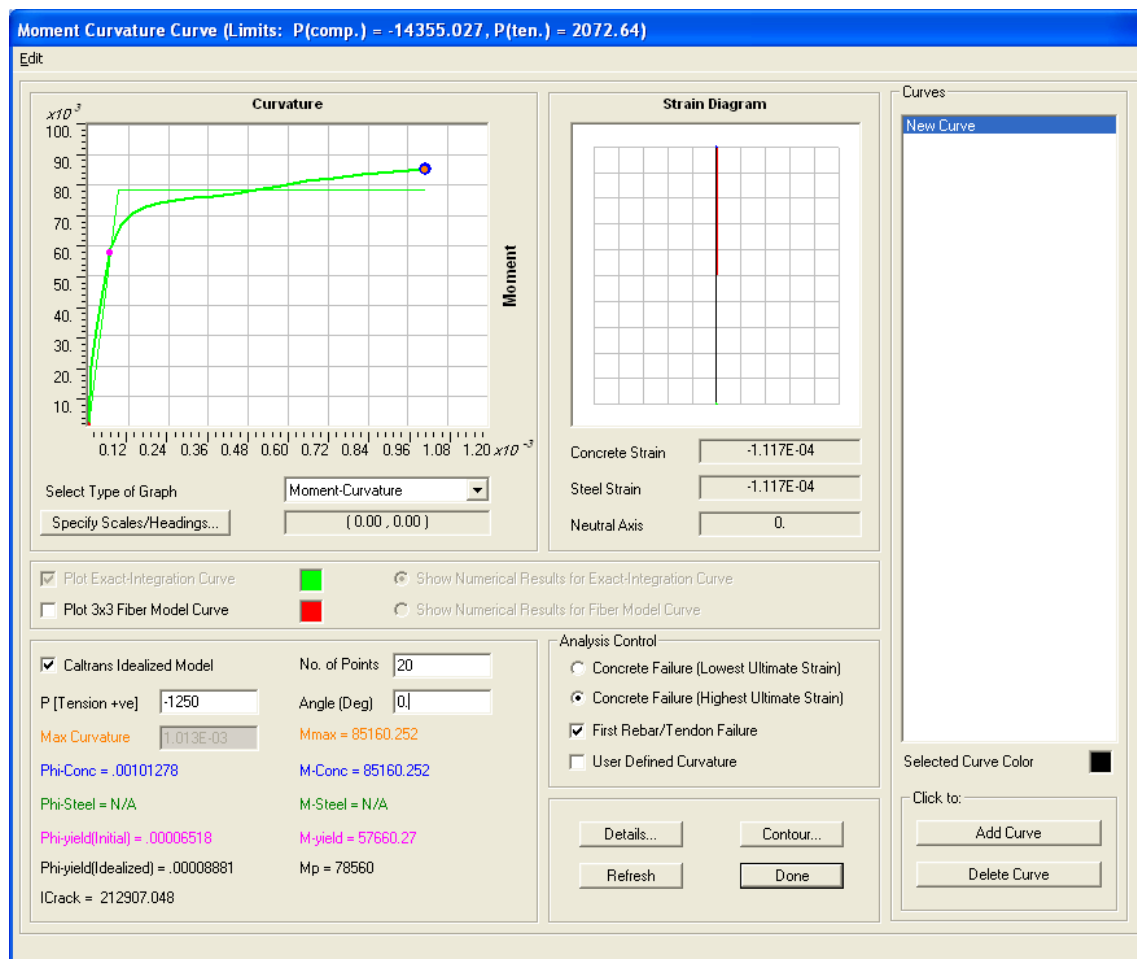 Moment Curvature Curve (Limits:  P(comp.) = -14355.027, P(ten.) = 2072.64)
Edit
Curvature
x10 3
100.
90.
80.
70.
60.
50.
40.
30.
20.
10.
Moment
0.12 0.24 0.36 0.48 0.60 0.72 0.84 0.96 1.08 1.20 x10 -3
Select Type of Graph Moment-Curvature
Specify Scales/Headings... ( 0.00 , 0.00 )
Strain Diagram
Concrete Strain -1.117E-04
Steel Strain -1.117E-04
Neutral Axis 0.
Plot Exact-Integration Curve Show Numerical Results for Exact-Integration Curve
Plot 3x3 Fiber Model Curve Show Numerical Results for Fiber Model Curve
Caltrans Idealized Model No. of Points 20
P [Tension +ve] -1250 Angle (Deg) 0.
Max Curvature 1.013E-03 Mmax = 85160.252
Phi-Conc = .00101278 M-Conc = 85160.252
Phi-Steel = N/A M-Steel = N/A
Phi-yield(Initial) = .00006518 M-yield = 57660.27
Phi-yield(Idealized) = .00008881 Mp = 78560
ICrack = 212907.048
Analysis Control
Concrete Failure (Lowest Ultimate Strain)
Concrete Failure (Highest Ultimate Strain)
First Rebar/Tendon Failure
User Defined Curvature
Details... Contour...
Refresh Done
Curves
New Curve
Selected Curve Color
Click to:
Add Curve
Delete Curve